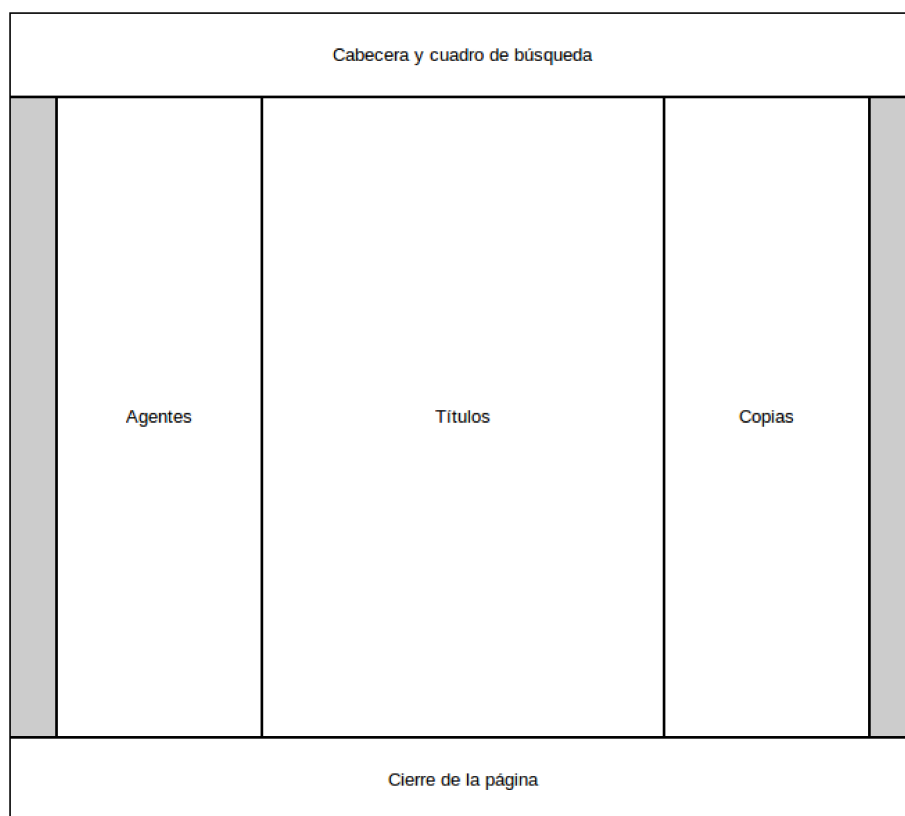 Cabecera y cuadro de búsqueda
Agentes
Títulos
Copias
Cierre de la página